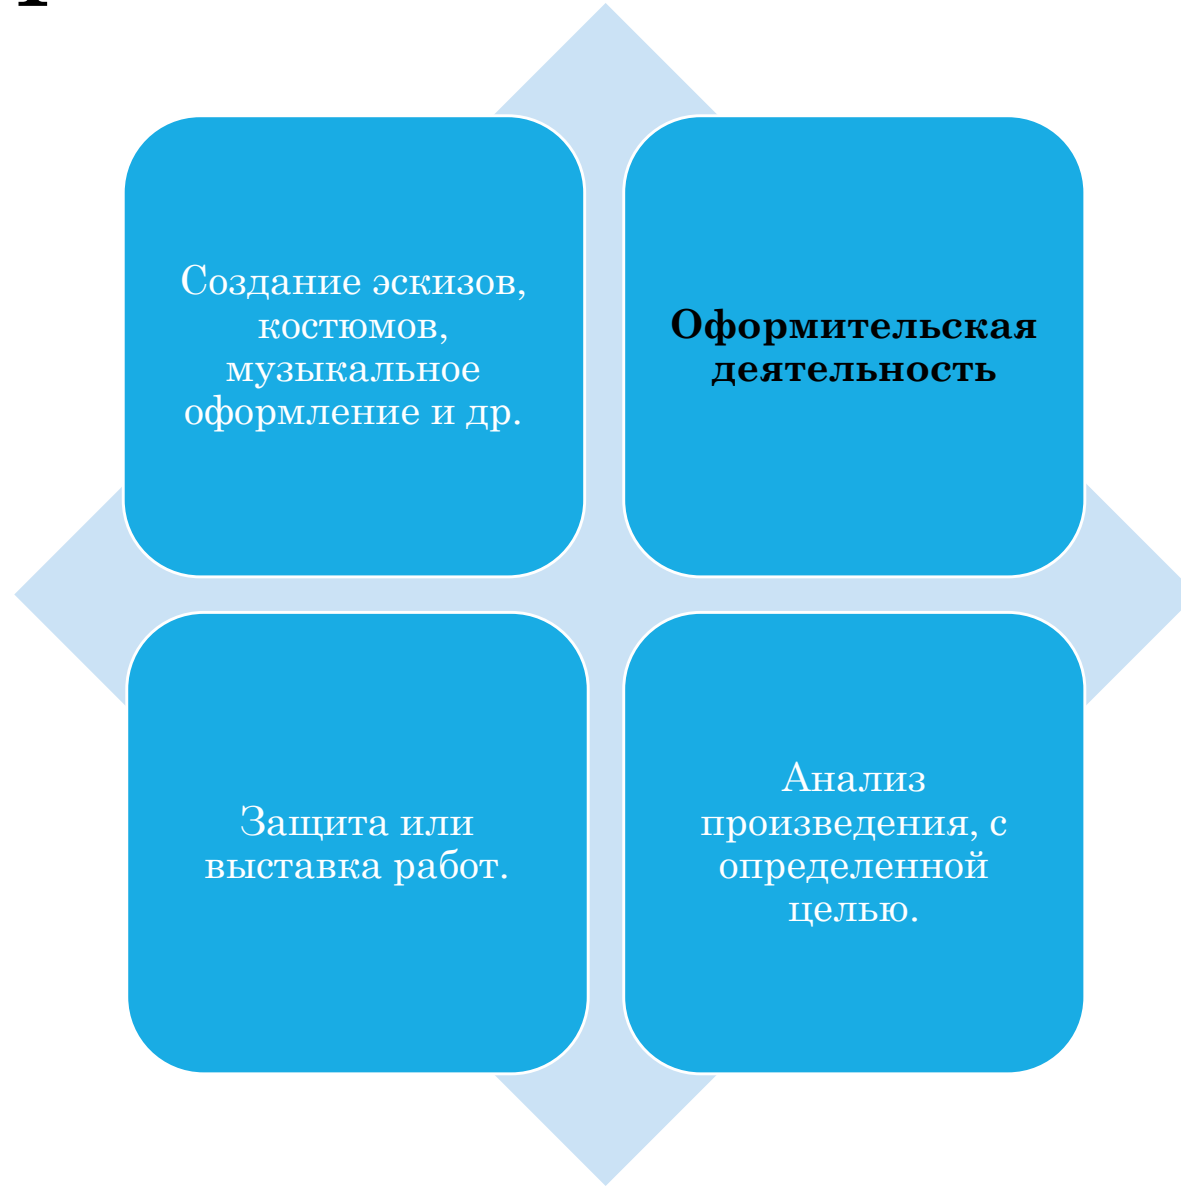 Создание эскизов,
костюмов,
музыкальное
оформление и др.
Оформительская
деятельность
Защита или
выставка работ.
Анализ
произведения, с
определенной
целью.